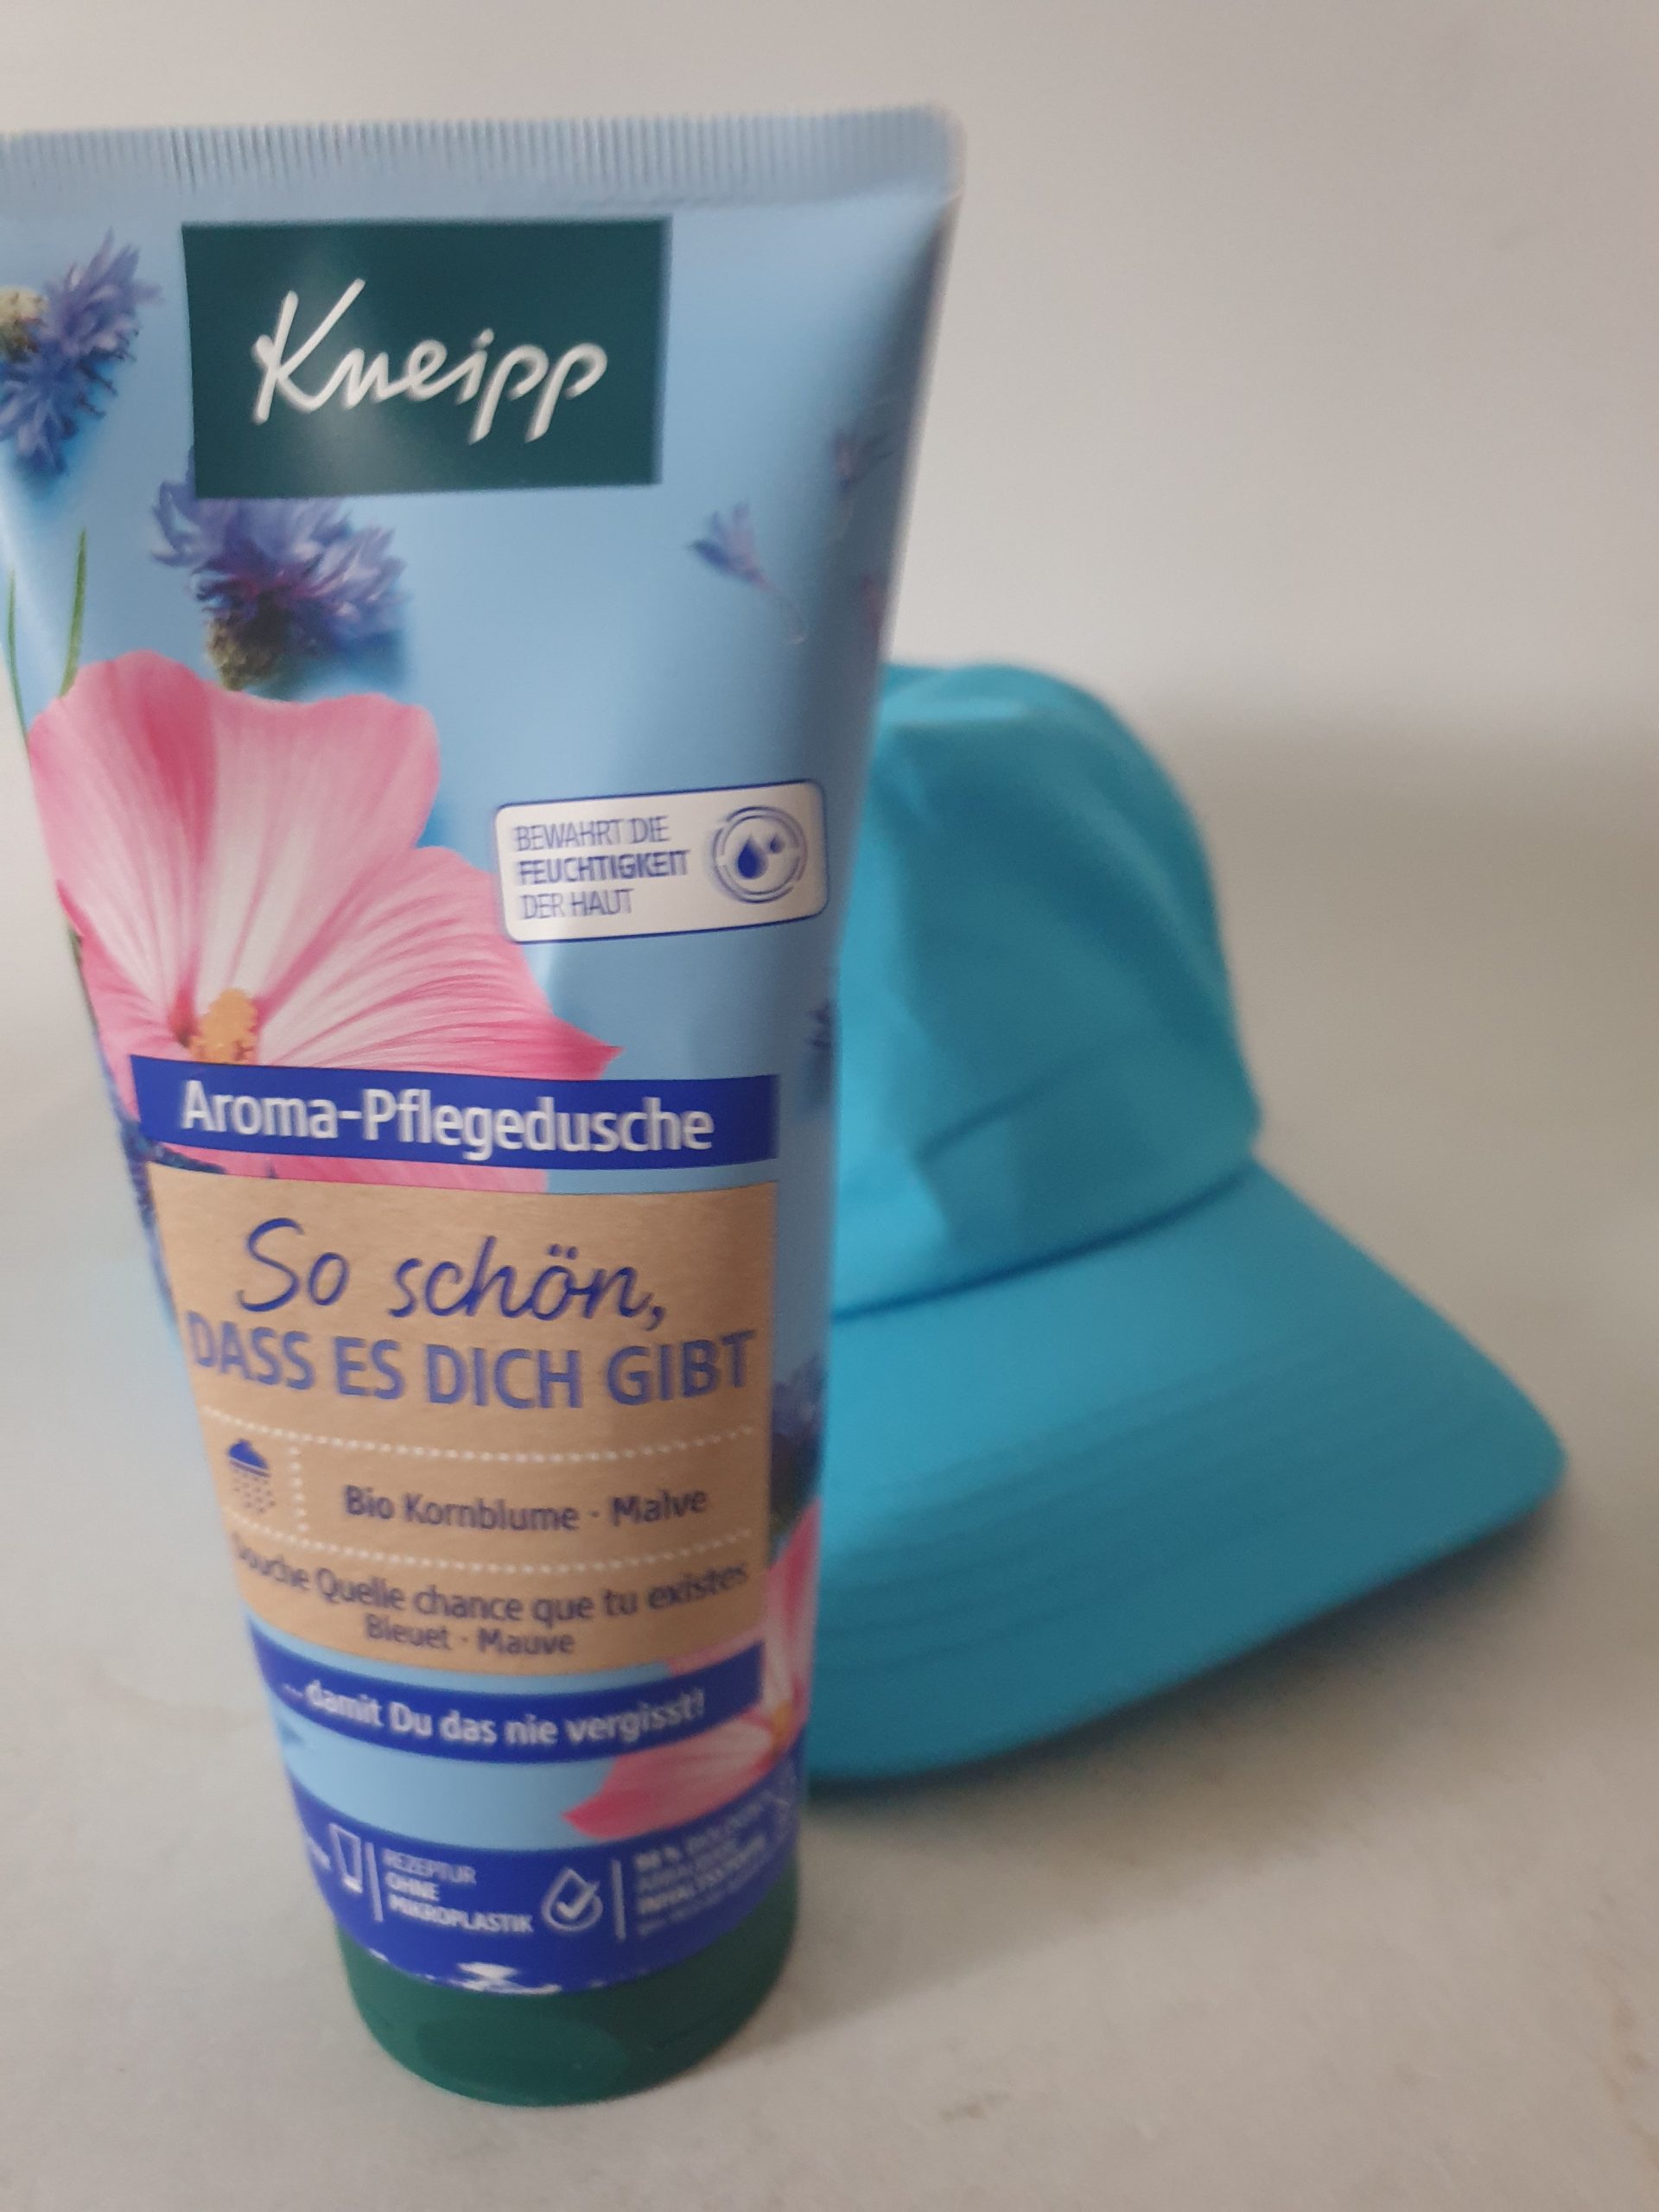 Kneipp
BEWAHRT DIE
FEUCHTIGKEIT
DER HAUT
Aroma-Pflegedusche
So schön,
DASS ES DICH GIBT
Bio Kornblume · Malve
Douche Quelle chance que tu existes
Bleuet · Mauve
... damit Du das nie vergisst!
REZEPTUR
OHNE
MIKROPLASTIK